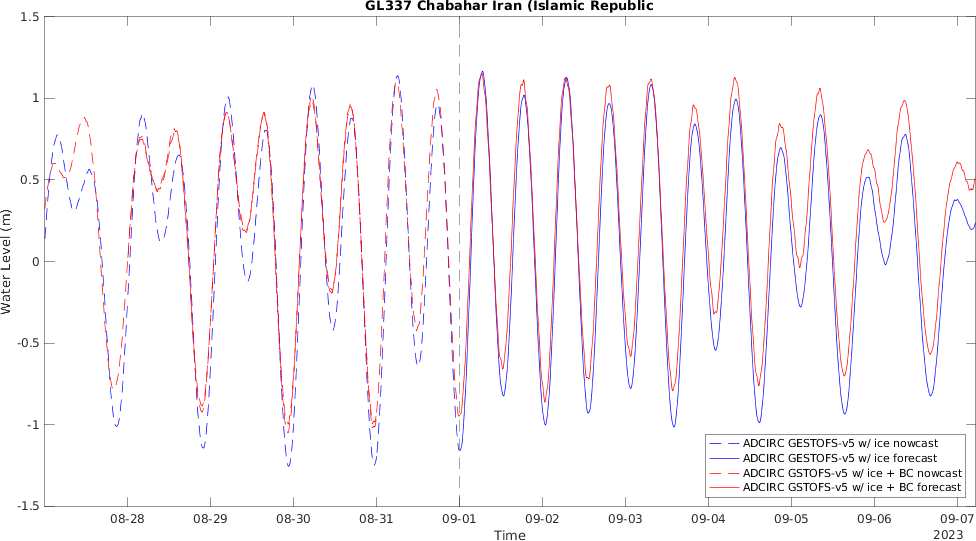 GL337 Chabahar Iran (Islamic Republic
1.5
1
0.5
0
-0.5
-1
-1.5
Water Level (m)
08-28 08-29 08-30 08-31 09-01 09-02 09-03 09-04 09-05 09-06 09-07
Time
2023
ADCIRC GESTOFS-v5 w/ ice nowcast
ADCIRC GESTOFS-v5 w/ ice forecast
ADCIRC GSTOFS-v5 w/ ice + BC nowcast
ADCIRC GSTOFS-v5 w/ ice + BC forecast